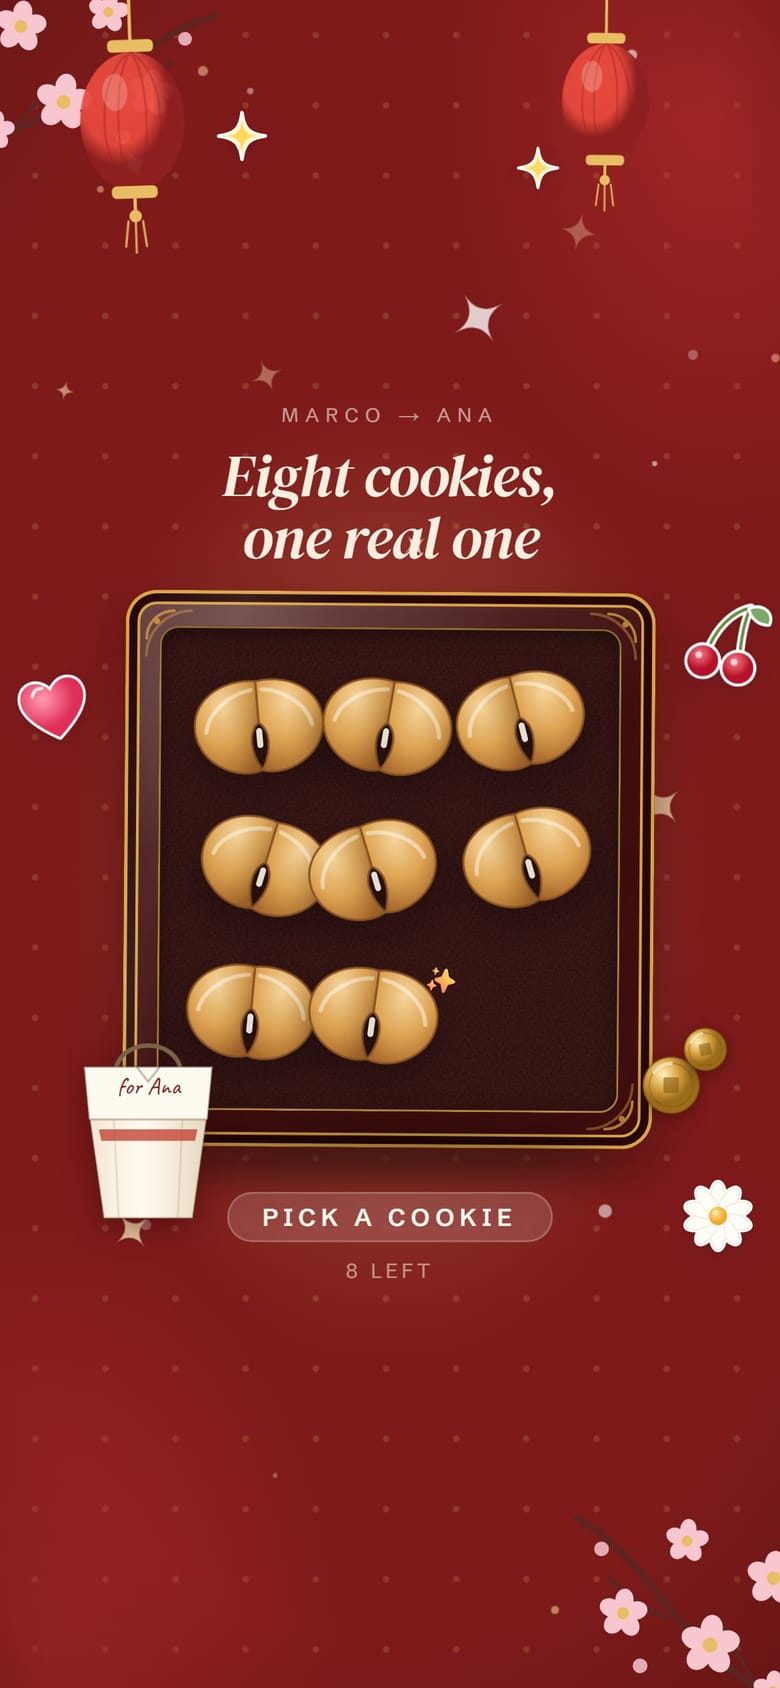 MARCO → ANA
Eight cookies,
one real one
for Ana
PICK A COOKIE
8 LEFT